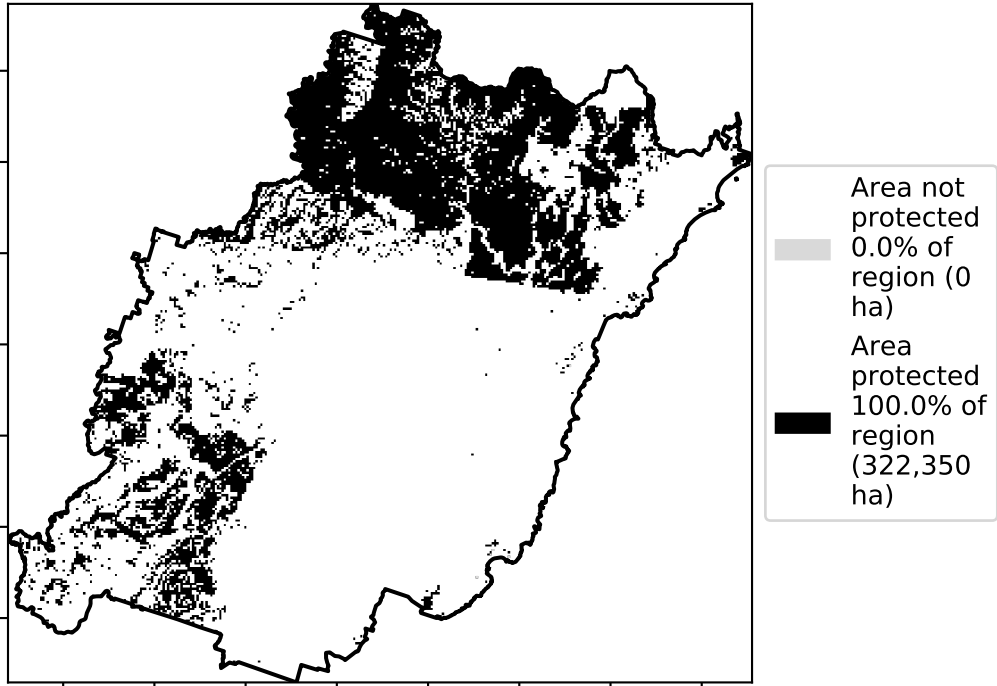 Area not
protected
0.0% of
region (0
ha)
Area
protected
100.0% of
region
(322,350
ha)